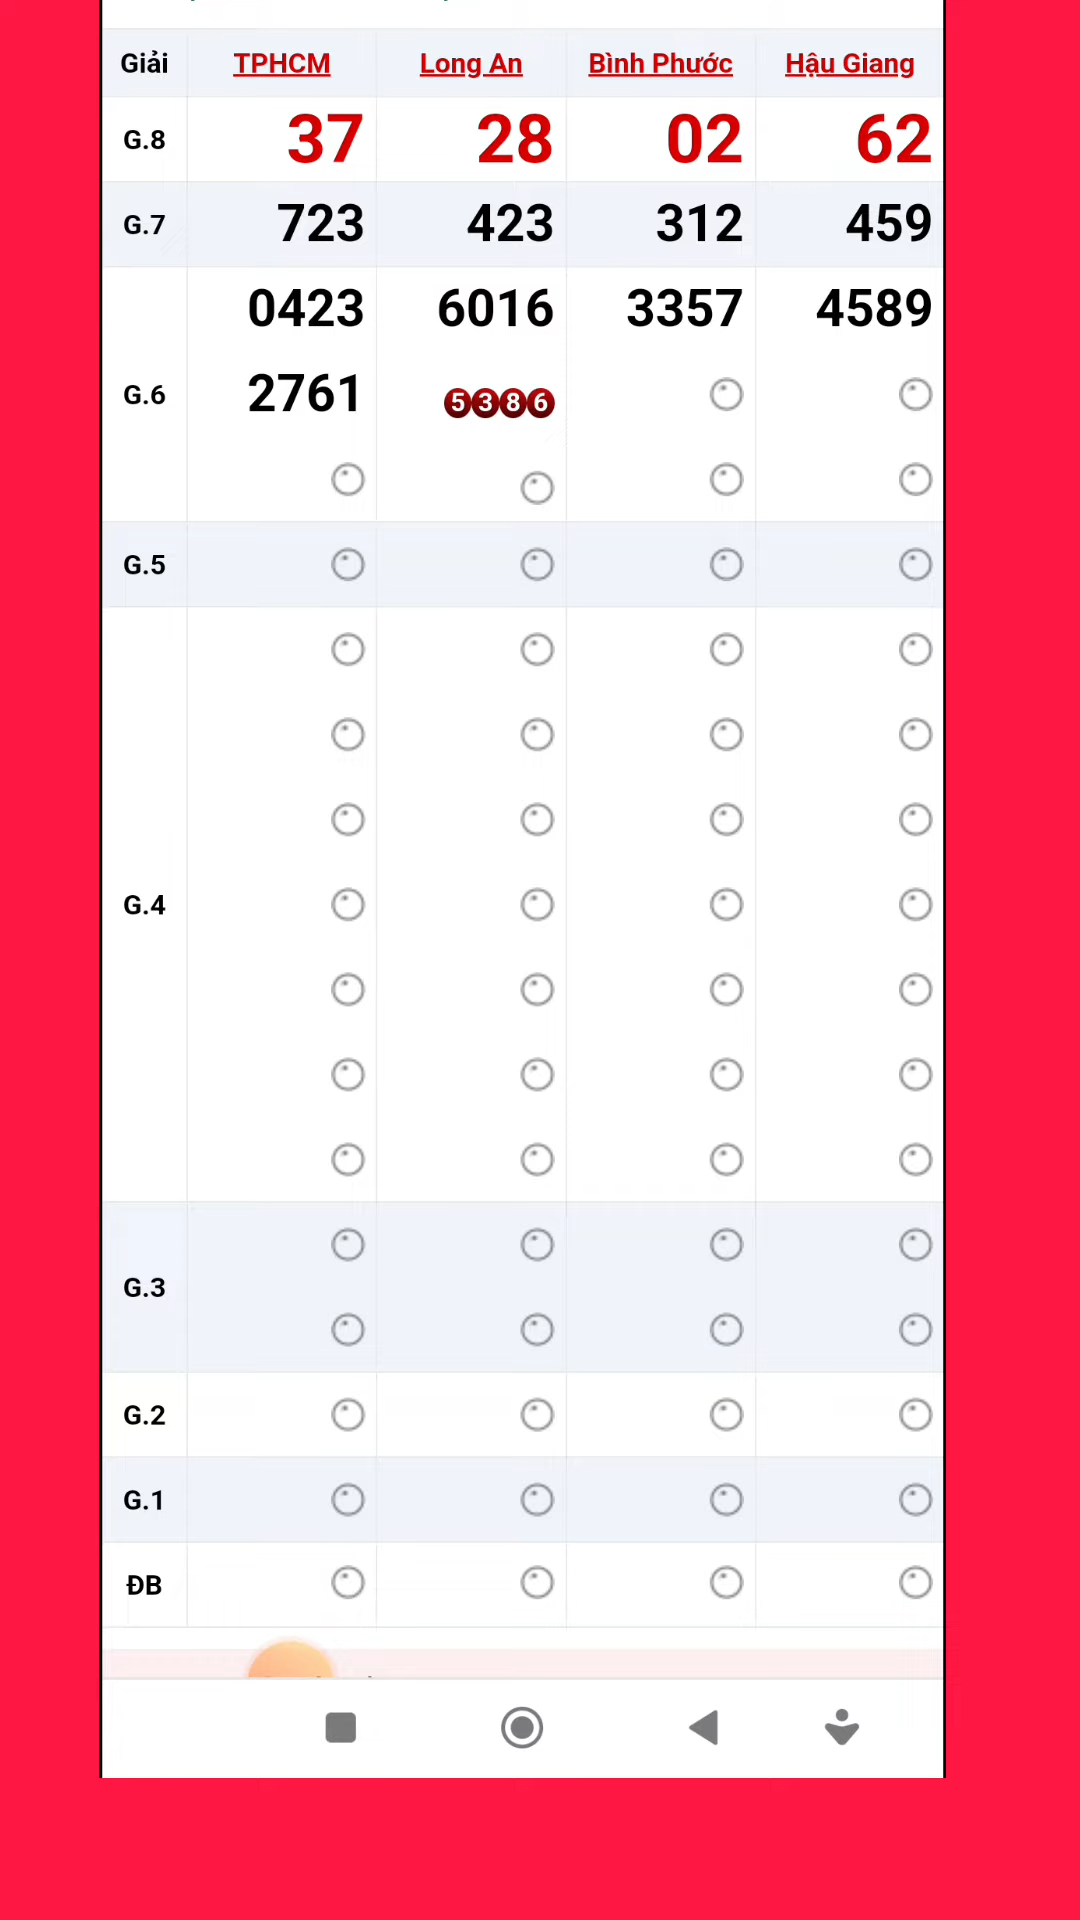 Giải TPHCM Long An Bình Phước Hậu Giang
G.8 37 28 02 62
G.7 723 423 312 459
0423 6016 3357 4589
G.6 2761 5386
G.5
G.4
G.3
G.2
G.1
ĐB